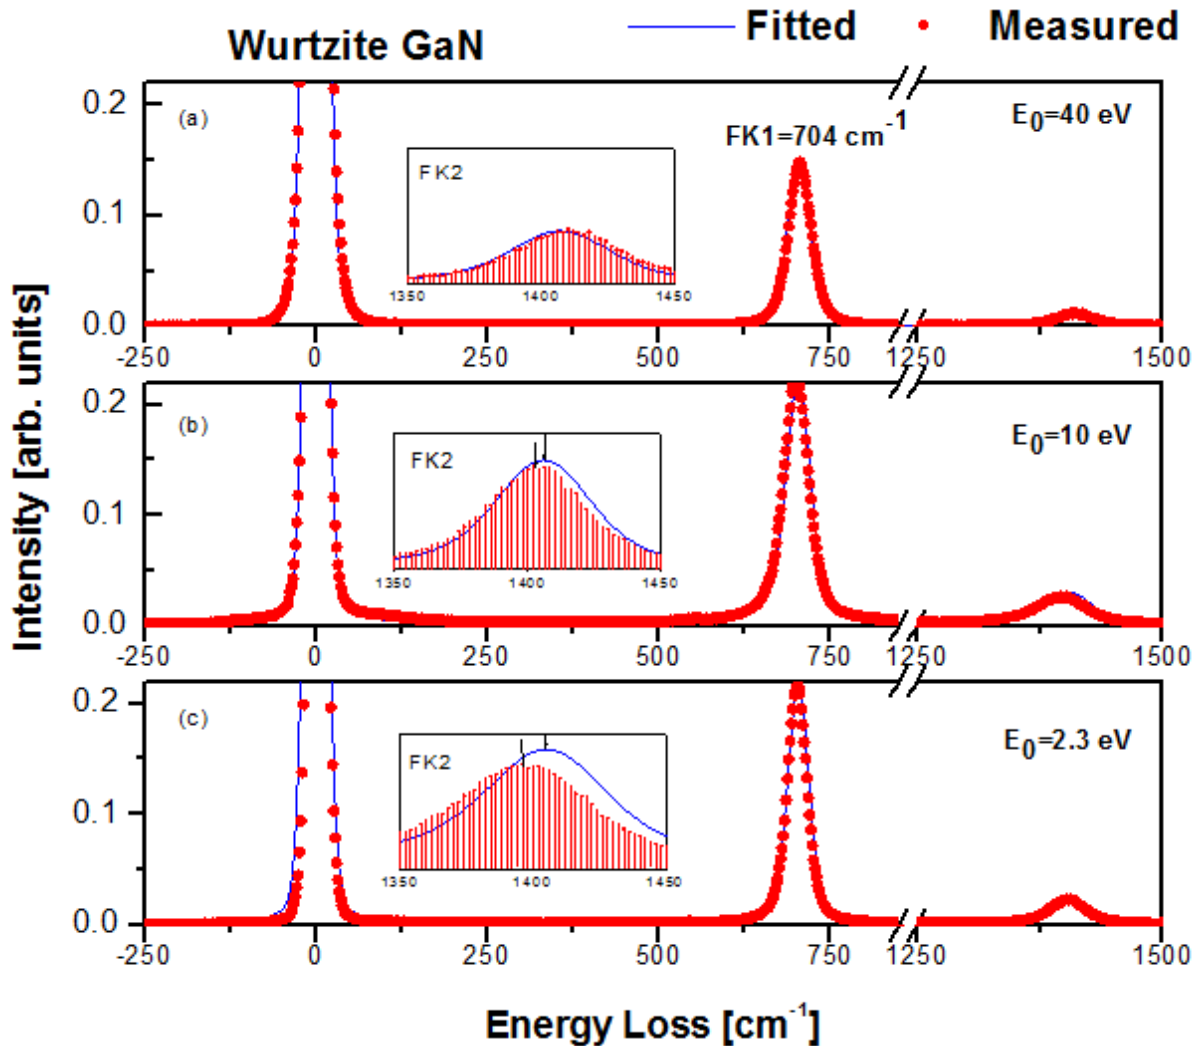 Wurtzite GaN
Fitted
Measured
Intensity [arb. units]
(a)
E0=40 eV
FK1=704 cm-1
FK2
1350 1400 1450
0.2
0.1
0.0
-250 0 250 500 750 1250 1500
(b)
E0=10 eV
FK2
1350 1400 1450
0.2
0.1
0.0
-250 0 250 500 750 1250 1500
(c)
E0=2.3 eV
FK2
1350 1400 1450
0.2
0.1
0.0
-250 0 250 500 750 1250 1500
Energy Loss [cm-1]